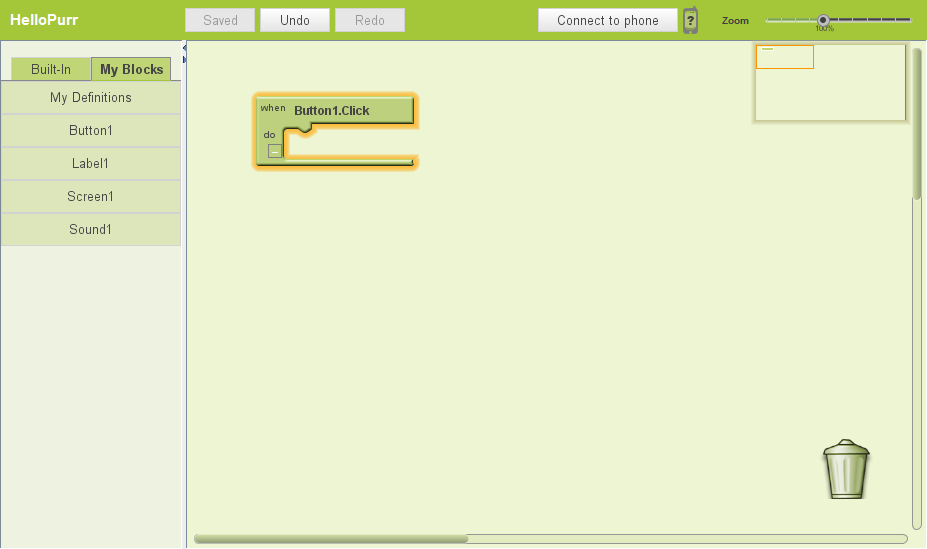 HelloPurr
Saved Undo Redo Connect to phone ? Zoom
100%
Built-In My Blocks
My Definitions
Button1
Label1
Screen1
Sound1
when Button1.Click
do